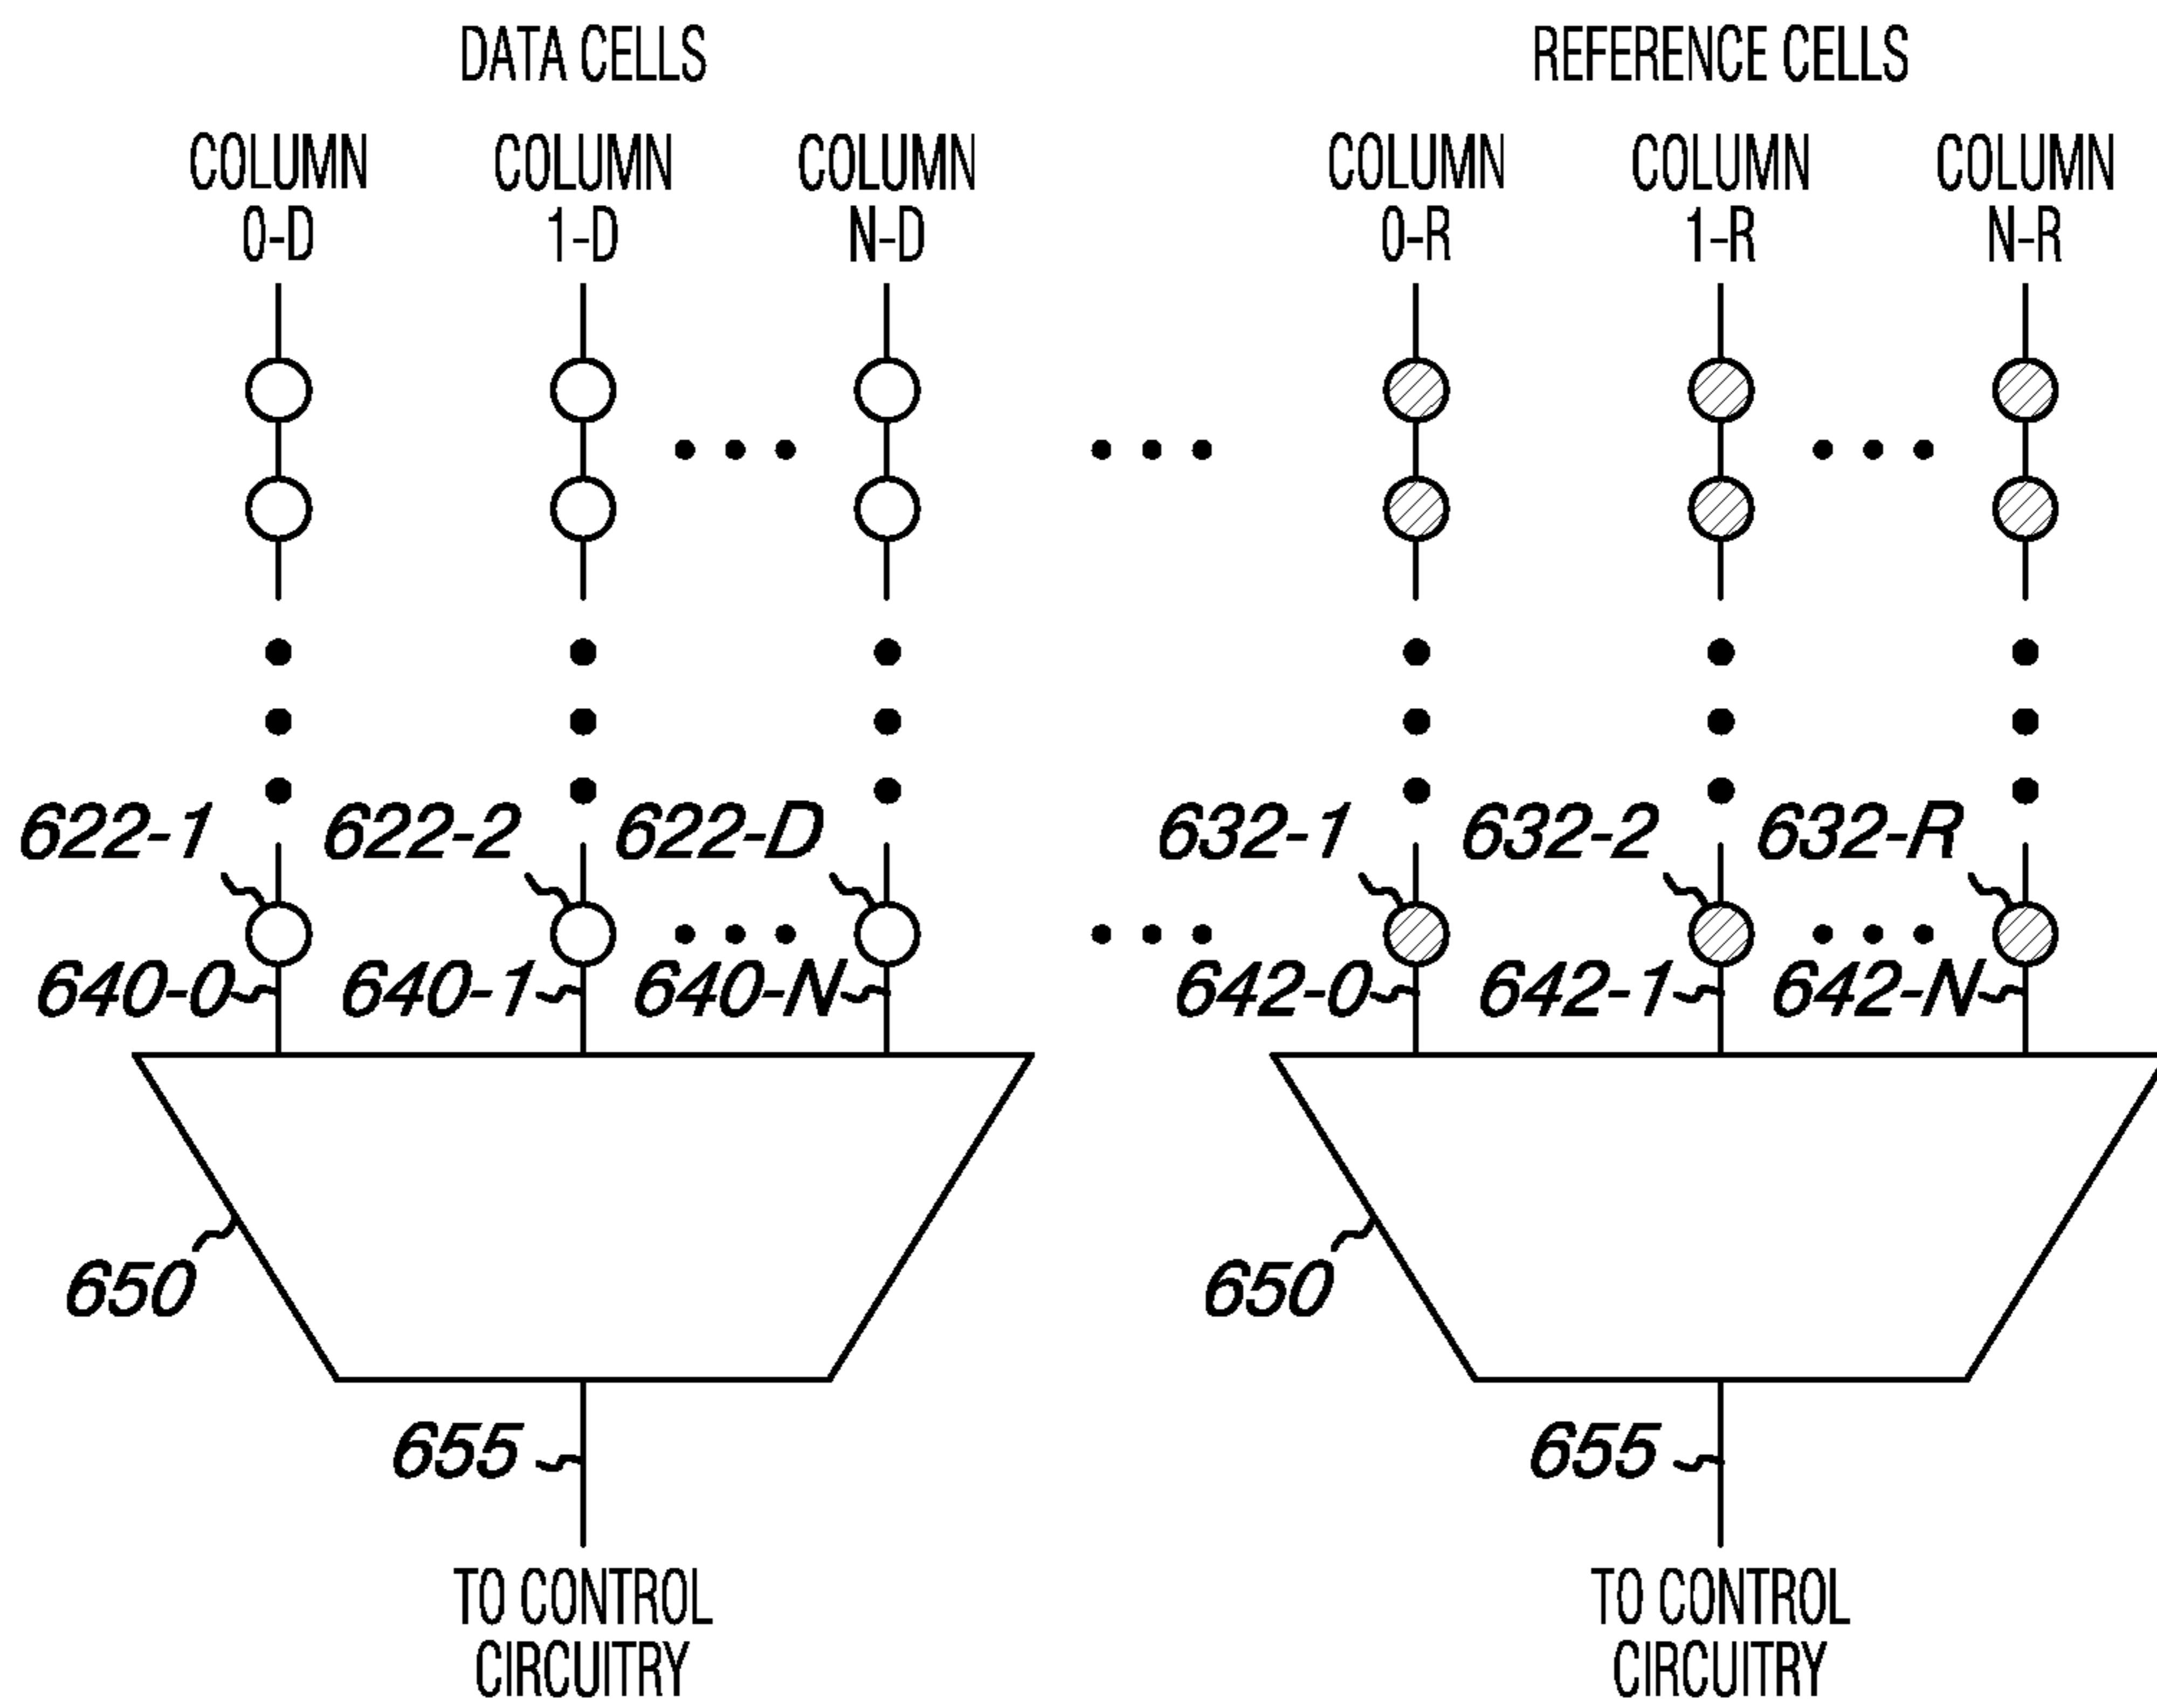 DATA CELLS
REFERENCE CELLS
COLUMN
0-D
COLUMN
1-D
COLUMN
N-D
COLUMN
0-R
COLUMN
1-R
COLUMN
N-R
622-1
622-2
622-D
632-1
632-2
632-R
640-0
640-1
640-N
642-0
642-1
642-N
650
650
655
655
TO CONTROL
CIRCUITRY
TO CONTROL
CIRCUITRY